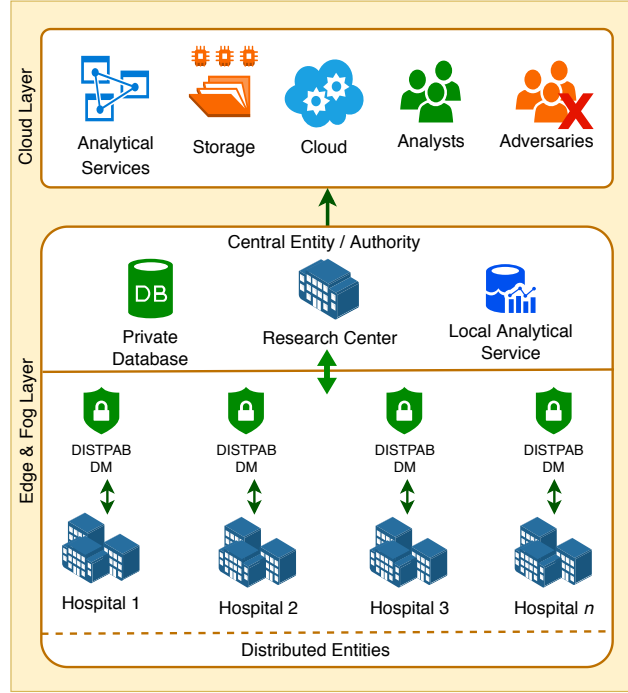 Cloud Layer
Analytical
Services
Storage
Cloud
Analysts
Adversaries
Edge & Fog Layer
Central Entity / Authority
DB
Private
Database
Research Center
Local Analytical
Service
DISTPAB
DM
DISTPAB
DM
DISTPAB
DM
DISTPAB
DM
Hospital 1
Hospital 2
Hospital 3
Hospital n
Distributed Entities